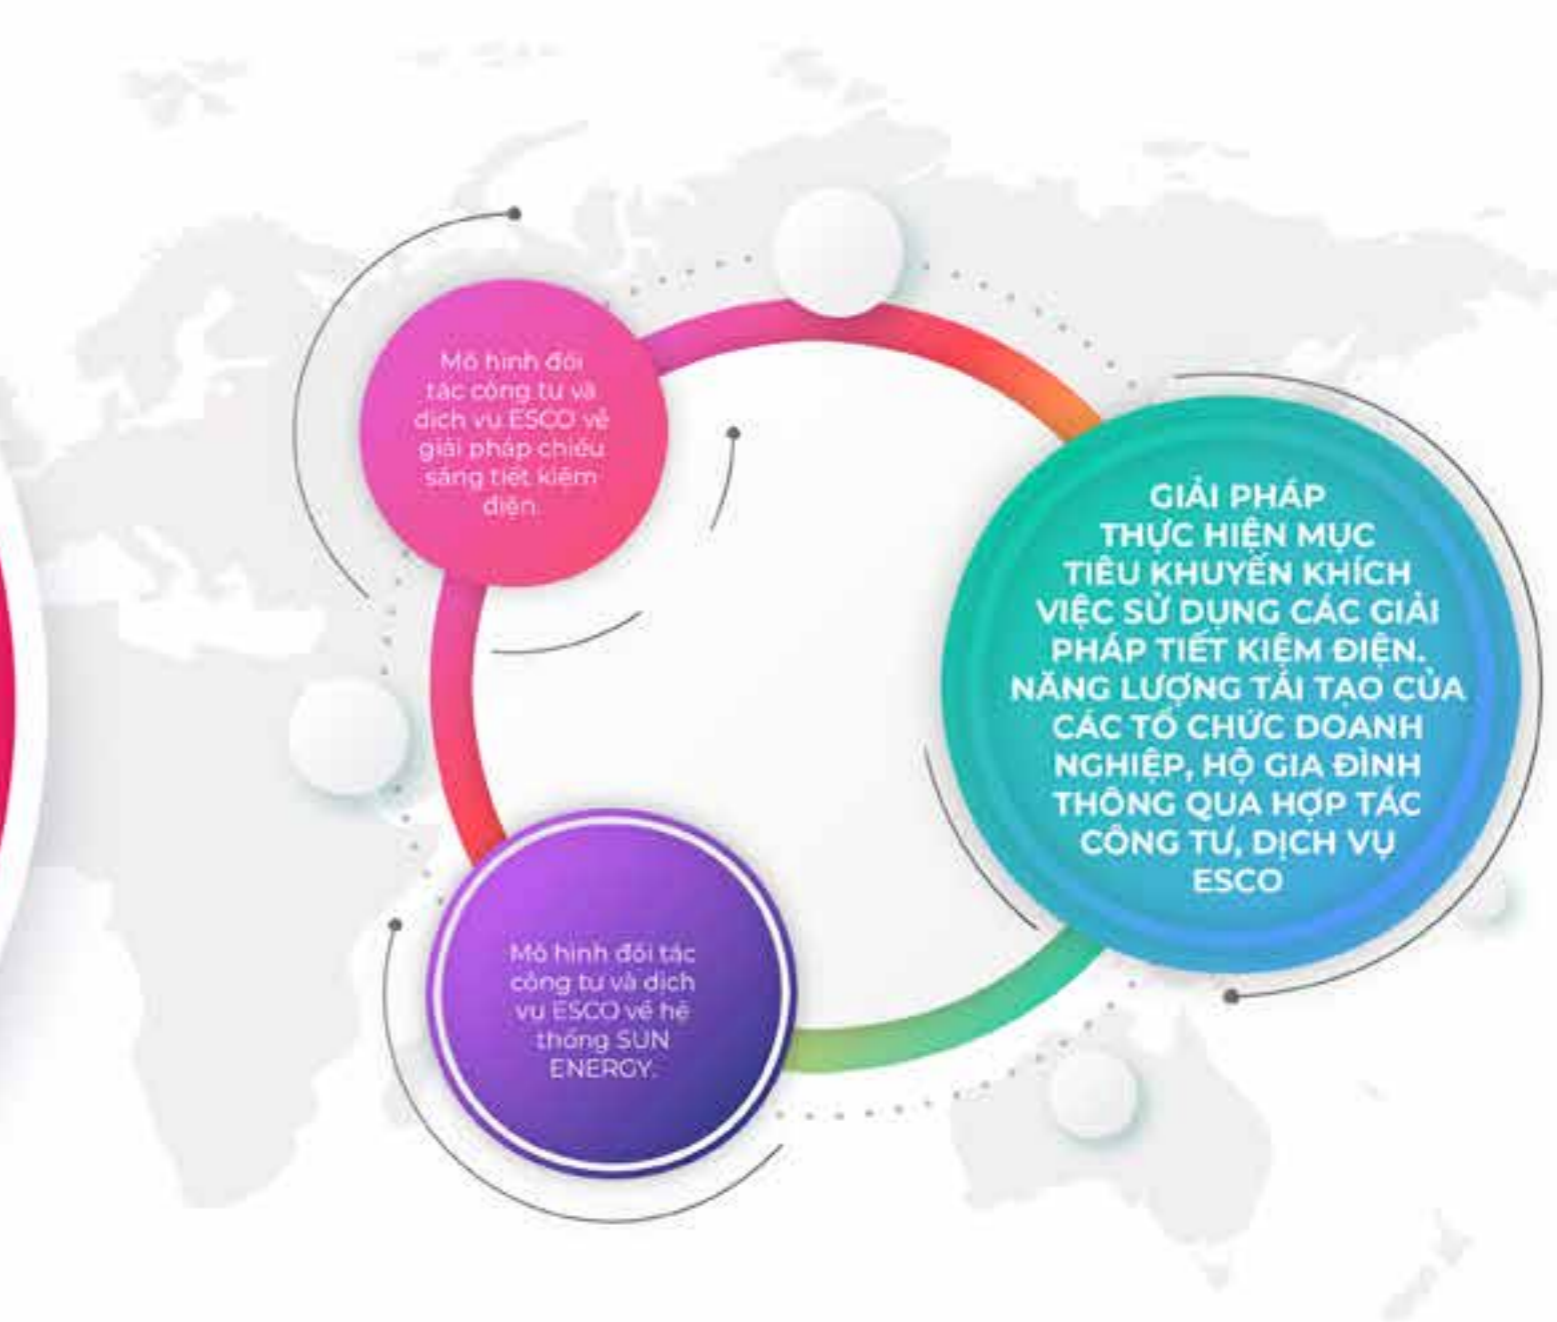 Mô hình đối
tác công tư và
dịch vụ ESCO về
giải pháp chiếu
sáng tiết kiệm
điện.
GIẢI PHÁP
THỰC HIỆN MỤC
TIÊU KHUYẾN KHÍCH
VIỆC SỬ DỤNG CÁC GIẢI
PHÁP TIẾT KIỆM ĐIỆN.
NĂNG LƯỢNG TÁI TẠO CỦA
CÁC TỔ CHỨC DOANH
NGHIỆP, HỘ GIA ĐÌNH
THÔNG QUA HỢP TÁC
CÔNG TƯ, DỊCH VỤ
ESCO
Mô hình đối tác
công tư và dịch
vụ ESCO về hệ
thống SUN
ENERGY.